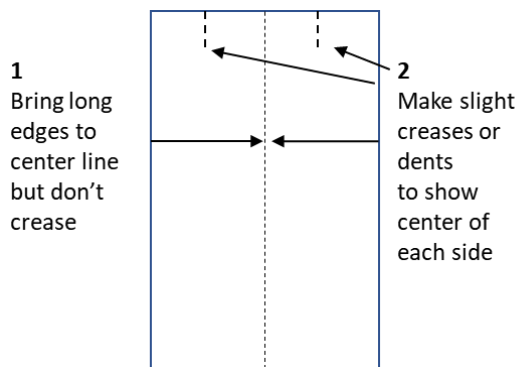 1
Bring long
edges to
center line
but don’t
crease
2
Make slight
creases or
dents
to show
center of
each side